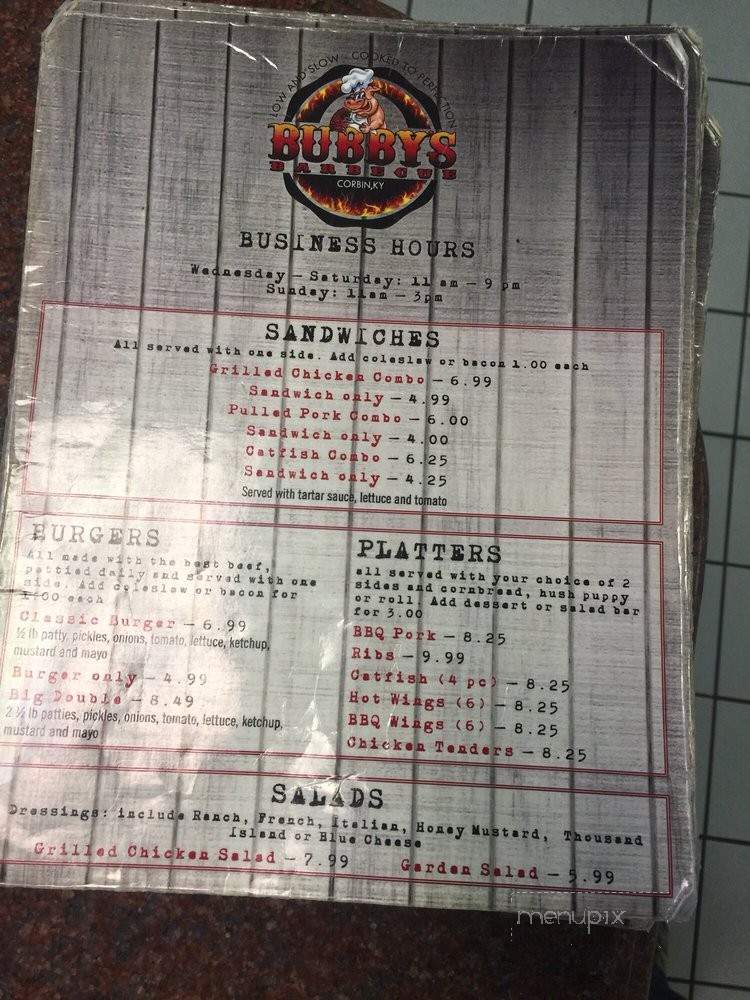 LOW AND SLOW - COOKED TO PERFECTION
BUBBYS
BARBECUE
CORBIN, KY
BUSINESS HOURS
Wednesday — Saturday: 11 am — 9 pm
Sunday: 11am — 3pm
SANDWICHES
All served with one side. Add coleslaw or bacon 1.00 each
Grilled Chicken Combo — 6.99
Sandwich only — 4.99
Pulled Pork Combo — 6.00
Sandwich only — 4.00
Catfish Combo — 6.25
Sandwich only — 4.25
Served with tartar sauce, lettuce and tomato
BURGERS
All made with the best beef,
pattied daily and served with one
side. Add coleslaw or bacon for
1.00 each
Classic Burger — 6.99
½ lb patty, pickles, onions, tomato, lettuce, ketchup,
mustard and mayo
Burger only — 4.99
Big Double — 8.49
2 ½ lb patties, pickles, onions, tomato, lettuce, ketchup,
mustard and mayo
PLATTERS
all served with your choice of 2
sides and cornbread, hush puppy
or roll. Add dessert or salad bar
for 3.00
BBQ Pork — 8.25
Ribs — 9.99
Catfish (4 pc) — 8.25
Hot Wings (6) — 8.25
BBQ Wings (6) — 8.25
Chicken Tenders — 8.25
SALADS
Dressings: include Ranch, French, Italian, Honey Mustard, Thousand
Island or Blue Cheese
Grilled Chicken Salad — 7.99
Garden Salad — 5.99
menupix